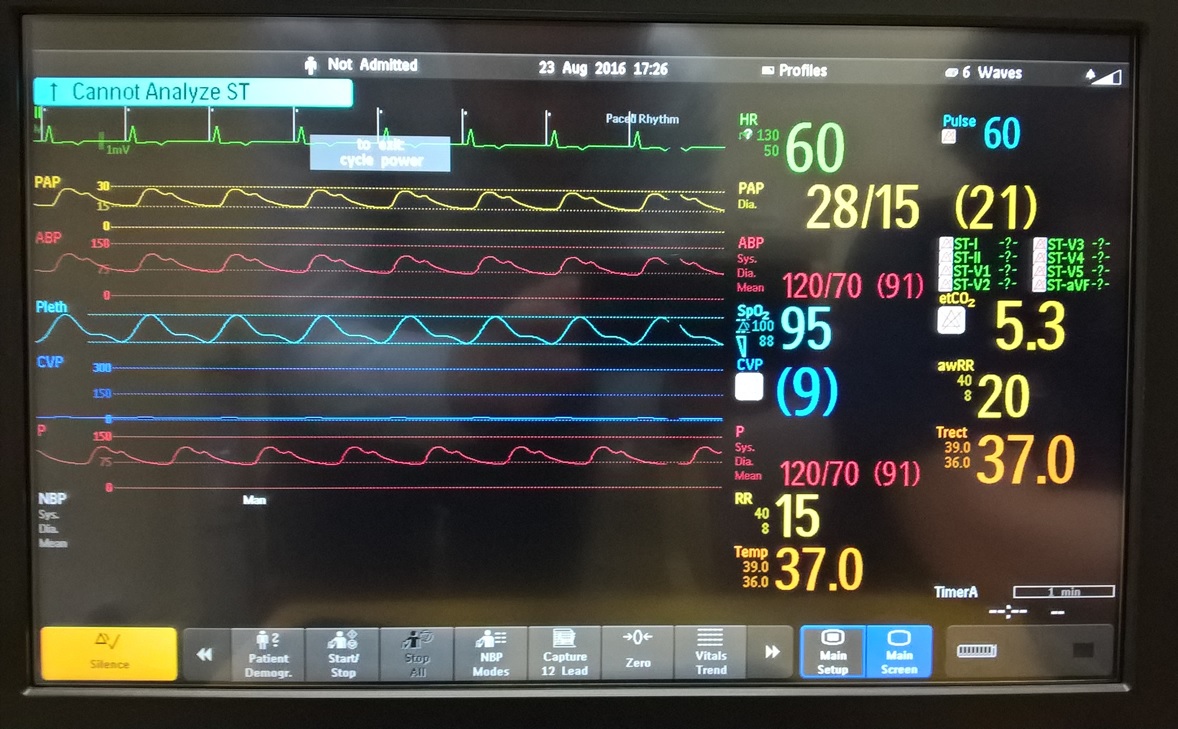 Not Admitted 23 Aug 2016 17:26 Profiles 6 Waves
↑ Cannot Analyze ST
II
M
1mV
Paced Rhythm
to exit:
cycle power
HR
130
50
60
Pulse
60
PAP
30
15
0
PAP
Dia.
28/15 (21)
ABP
150
75
0
ABP
Sys.
Dia.
Mean
120/70 (91)
ST-I -?- ST-V3 -?-
ST-II -?- ST-V4 -?-
ST-V1 -?- ST-V5 -?-
ST-V2 -?- ST-aVF-?-
Pleth
SpO₂
100
88
95
etCO₂
5.3
CVP
300
150
0
CVP
(9)
awRR
40
8
20
P
150
75
0
P
Sys.
Dia.
Mean
120/70 (91)
Trect
39.0
36.0
37.0
NBP
Sys.
Dia.
Mean
Man
RR
40
8
15
Temp
39.0
36.0
37.0
TimerA 1 min
--:-- --
Silence
Patient
Demogr.
Start/
Stop
Stop
All
NBP
Modes
Capture
12 Lead
→0←
Zero
Vitals
Trend
Main
Setup
Main
Screen